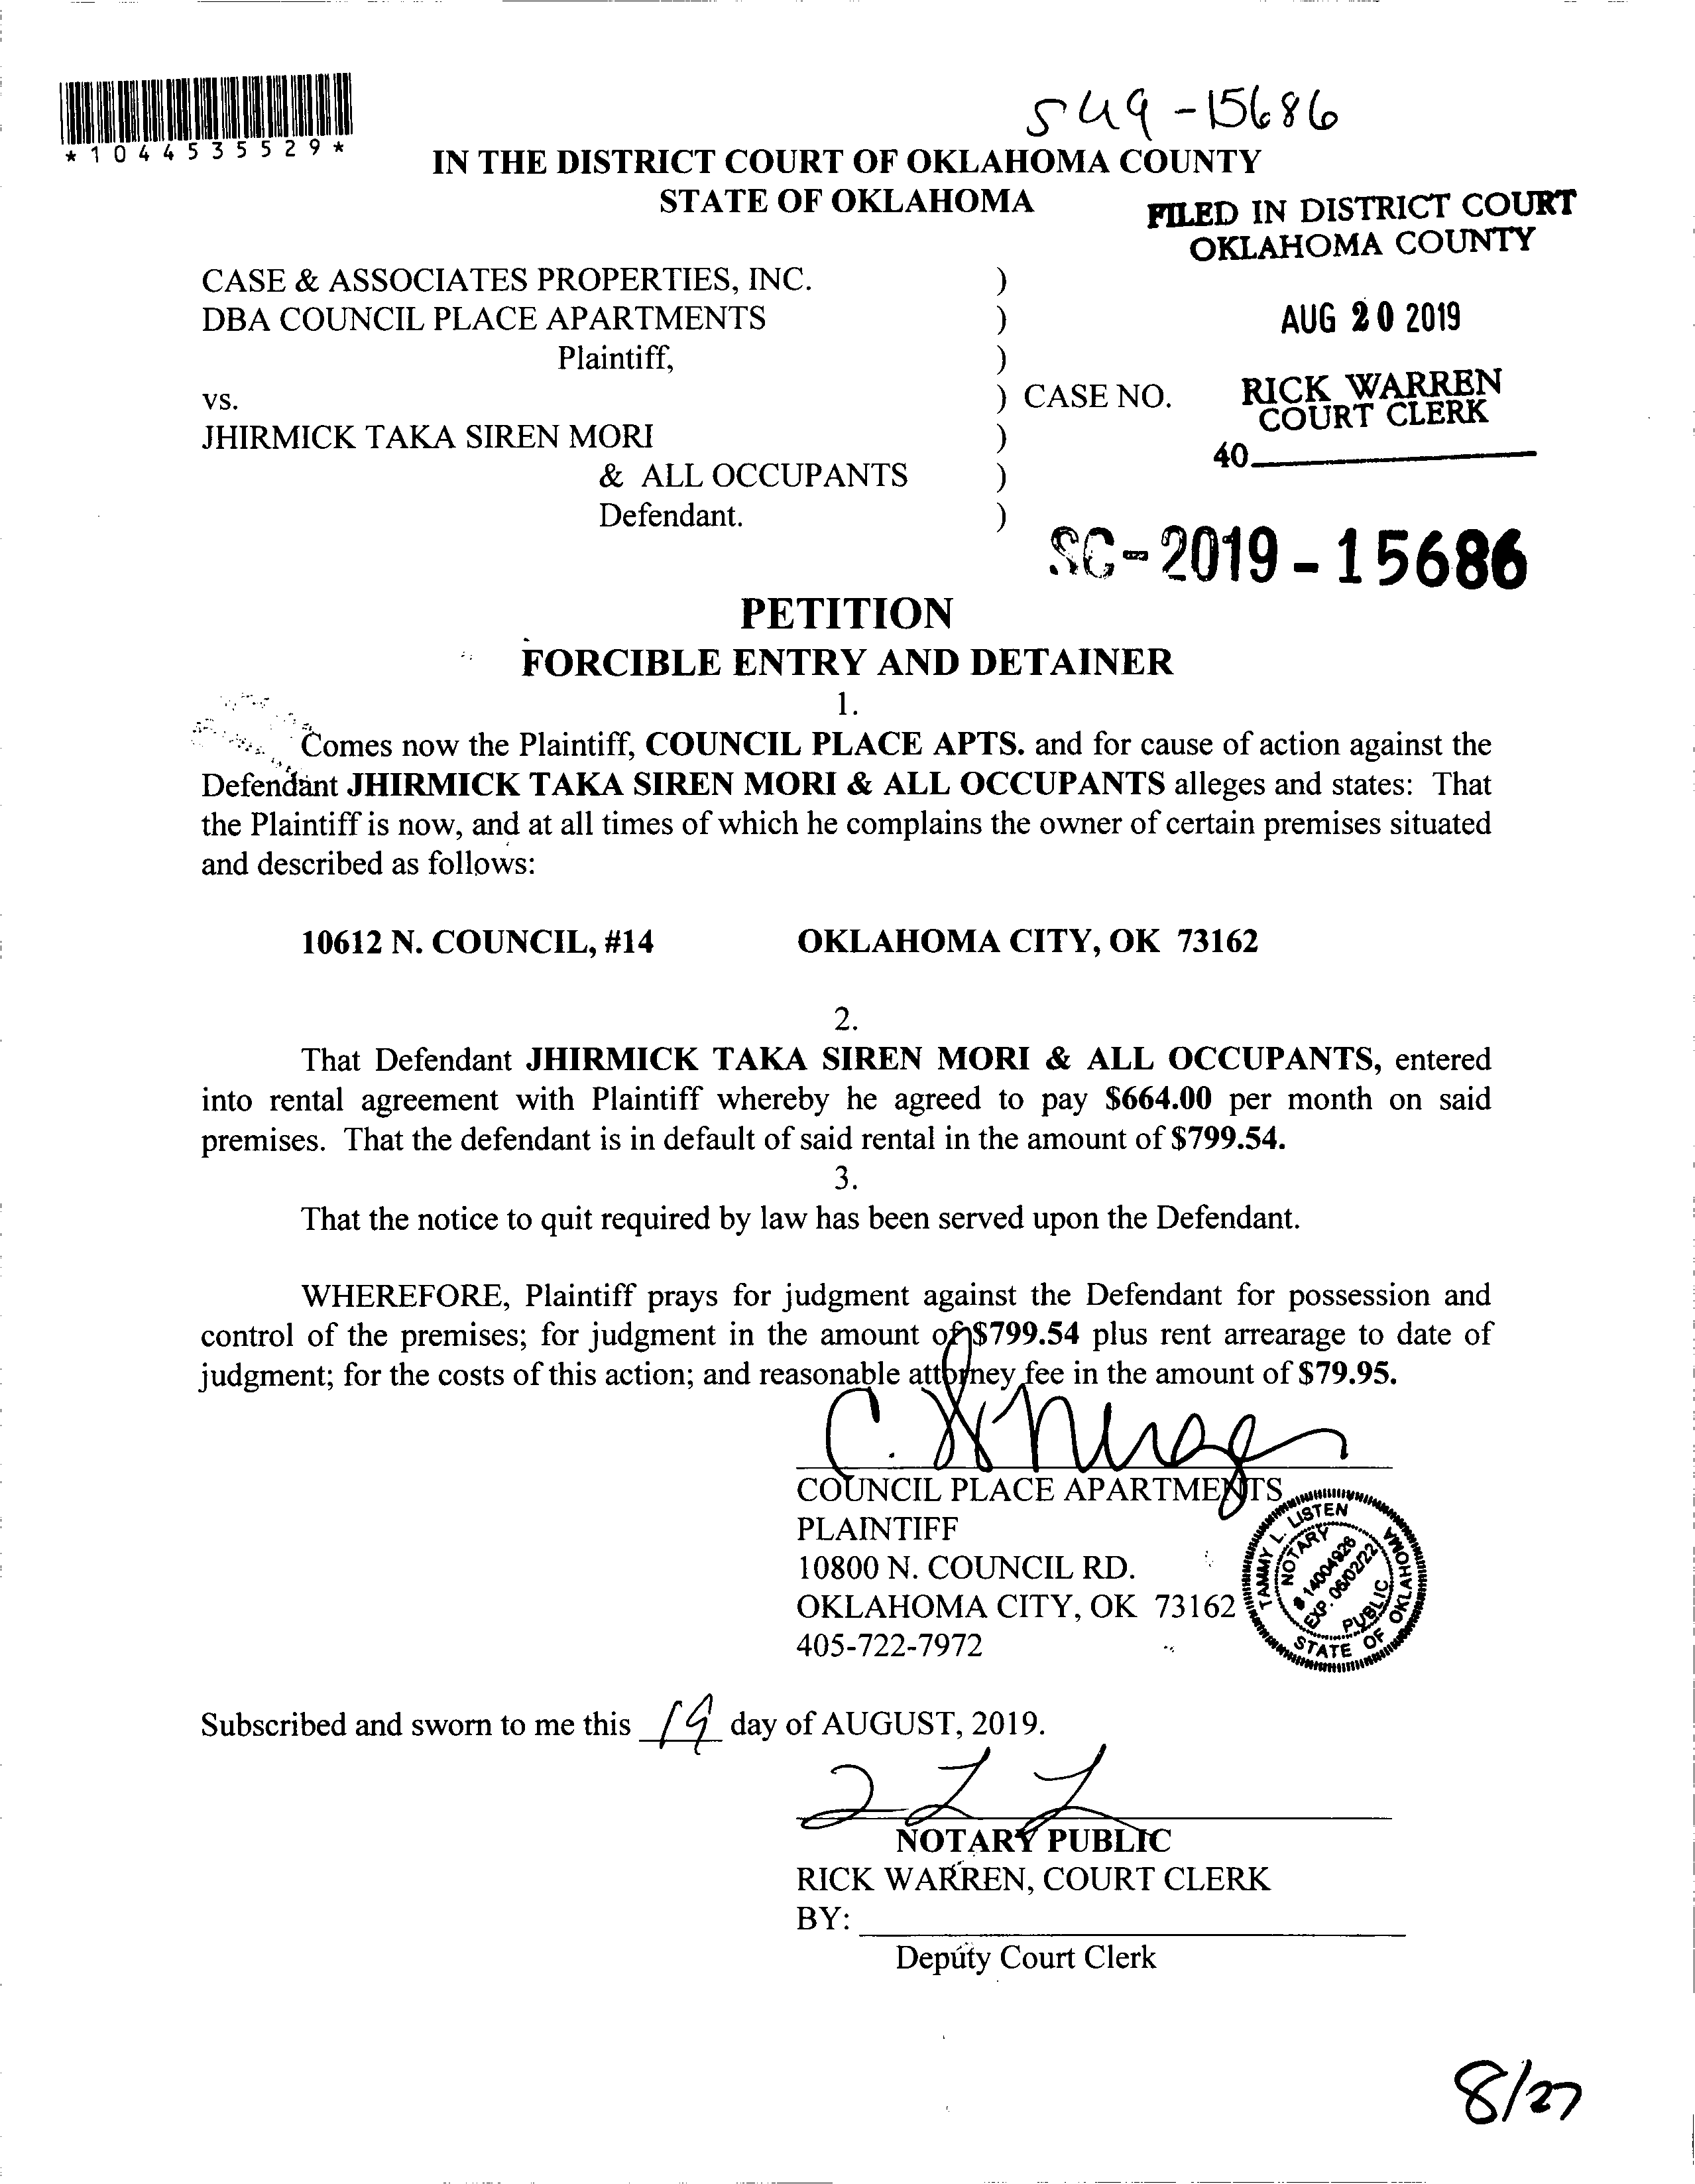 *1044535529*
S49-15686
IN THE DISTRICT COURT OF OKLAHOMA COUNTY
STATE OF OKLAHOMA
FILED IN DISTRICT COURT
OKLAHOMA COUNTY
CASE & ASSOCIATES PROPERTIES, INC. )
DBA COUNCIL PLACE APARTMENTS )
AUG 20 2019
Plaintiff, )
vs. ) CASE NO.
RICK WARREN
COURT CLERK
JHIRMICK TAKA SIREN MORI )
40
& ALL OCCUPANTS )
Defendant. )
SC-2019-15686
PETITION
FORCIBLE ENTRY AND DETAINER
1.
Comes now the Plaintiff, COUNCIL PLACE APTS. and for cause of action against the
Defendant JHIRMICK TAKA SIREN MORI & ALL OCCUPANTS alleges and states: That
the Plaintiff is now, and at all times of which he complains the owner of certain premises situated
and described as follows:
10612 N. COUNCIL, #14 OKLAHOMA CITY, OK 73162
2.
That Defendant JHIRMICK TAKA SIREN MORI & ALL OCCUPANTS, entered
into rental agreement with Plaintiff whereby he agreed to pay $664.00 per month on said
premises. That the defendant is in default of said rental in the amount of $799.54.
3.
That the notice to quit required by law has been served upon the Defendant.
WHEREFORE, Plaintiff prays for judgment against the Defendant for possession and
control of the premises; for judgment in the amount of $799.54 plus rent arrearage to date of
judgment; for the costs of this action; and reasonable attorney fee in the amount of $79.95.
COUNCIL PLACE APARTMENTS
PLAINTIFF
10800 N. COUNCIL RD.
OKLAHOMA CITY, OK 73162
405-722-7972
TAMMY L. LISTEN
NOTARY
# 14004926
EXP. 06/02/22
PUBLIC
STATE OF OKLAHOMA
Subscribed and sworn to me this 19 day of AUGUST, 2019.
NOTARY PUBLIC
RICK WARREN, COURT CLERK
BY:
Deputy Court Clerk
8/27